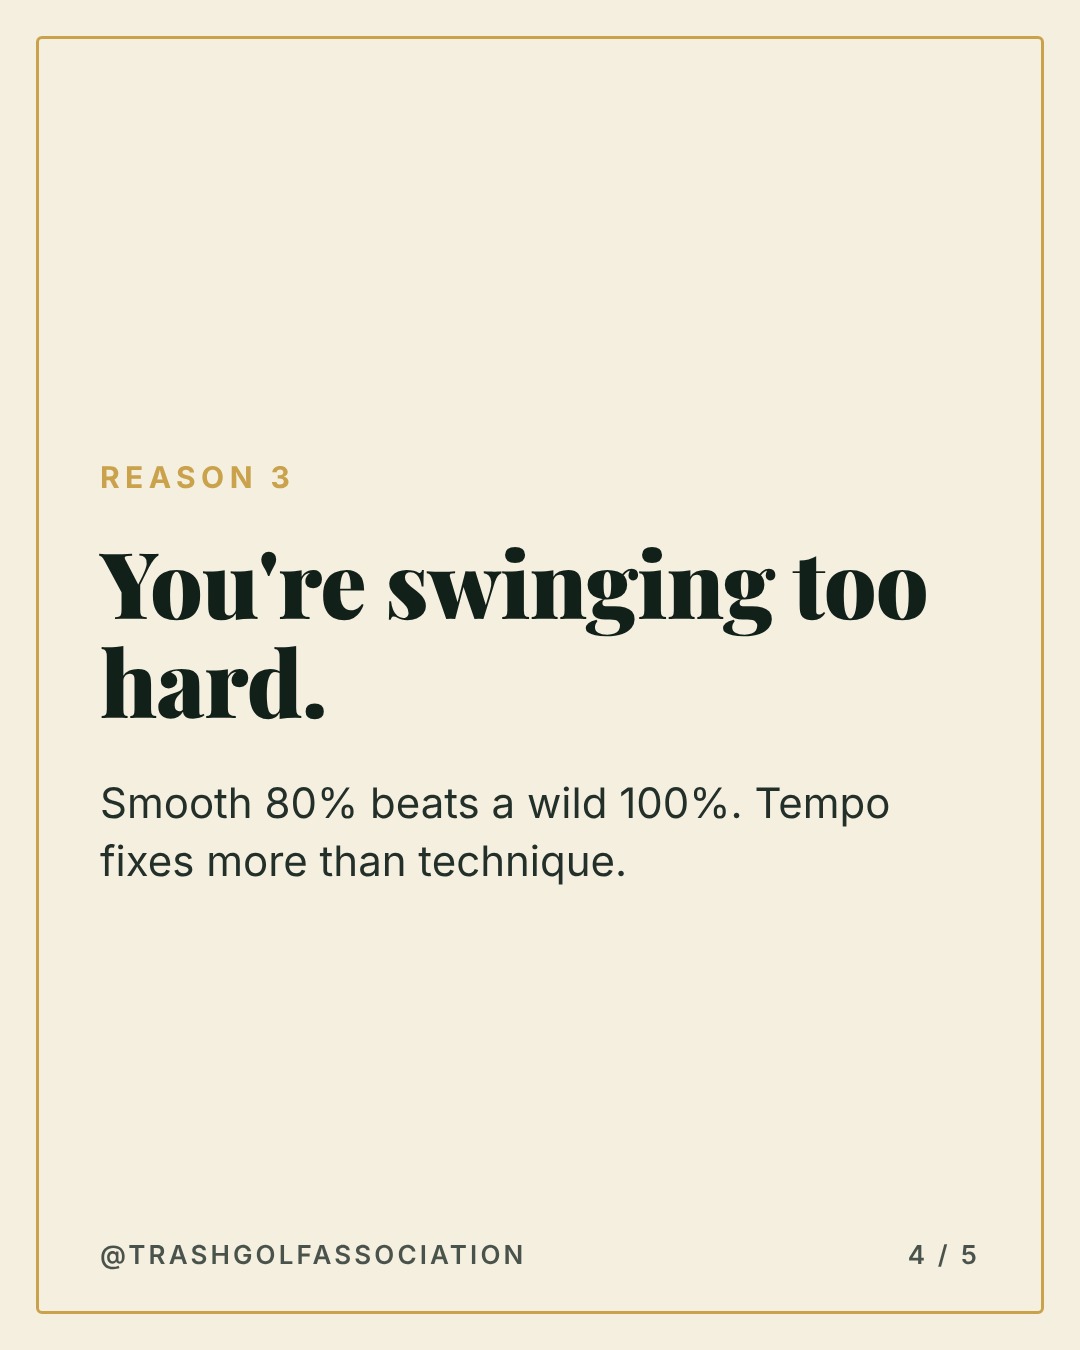 REASON 3
You're swinging too
hard.
Smooth 80% beats a wild 100%. Tempo
fixes more than technique.
@TRASHGOLFASSOCIATION
4 / 5